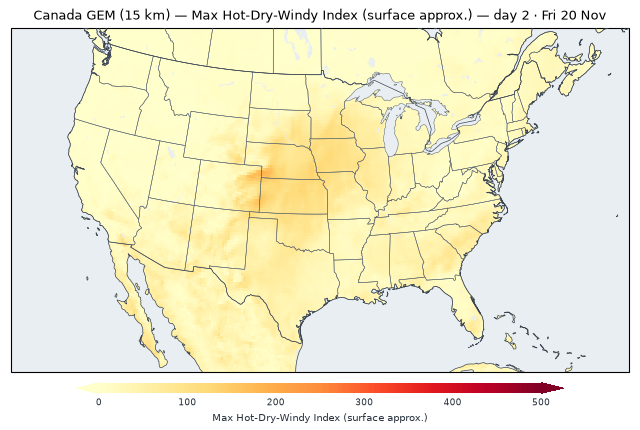 Canada GEM (15 km) — Max Hot-Dry-Windy Index (surface approx.) — day 2 · Fri 20 Nov
0 100 200 300 400 500
Max Hot-Dry-Windy Index (surface approx.)